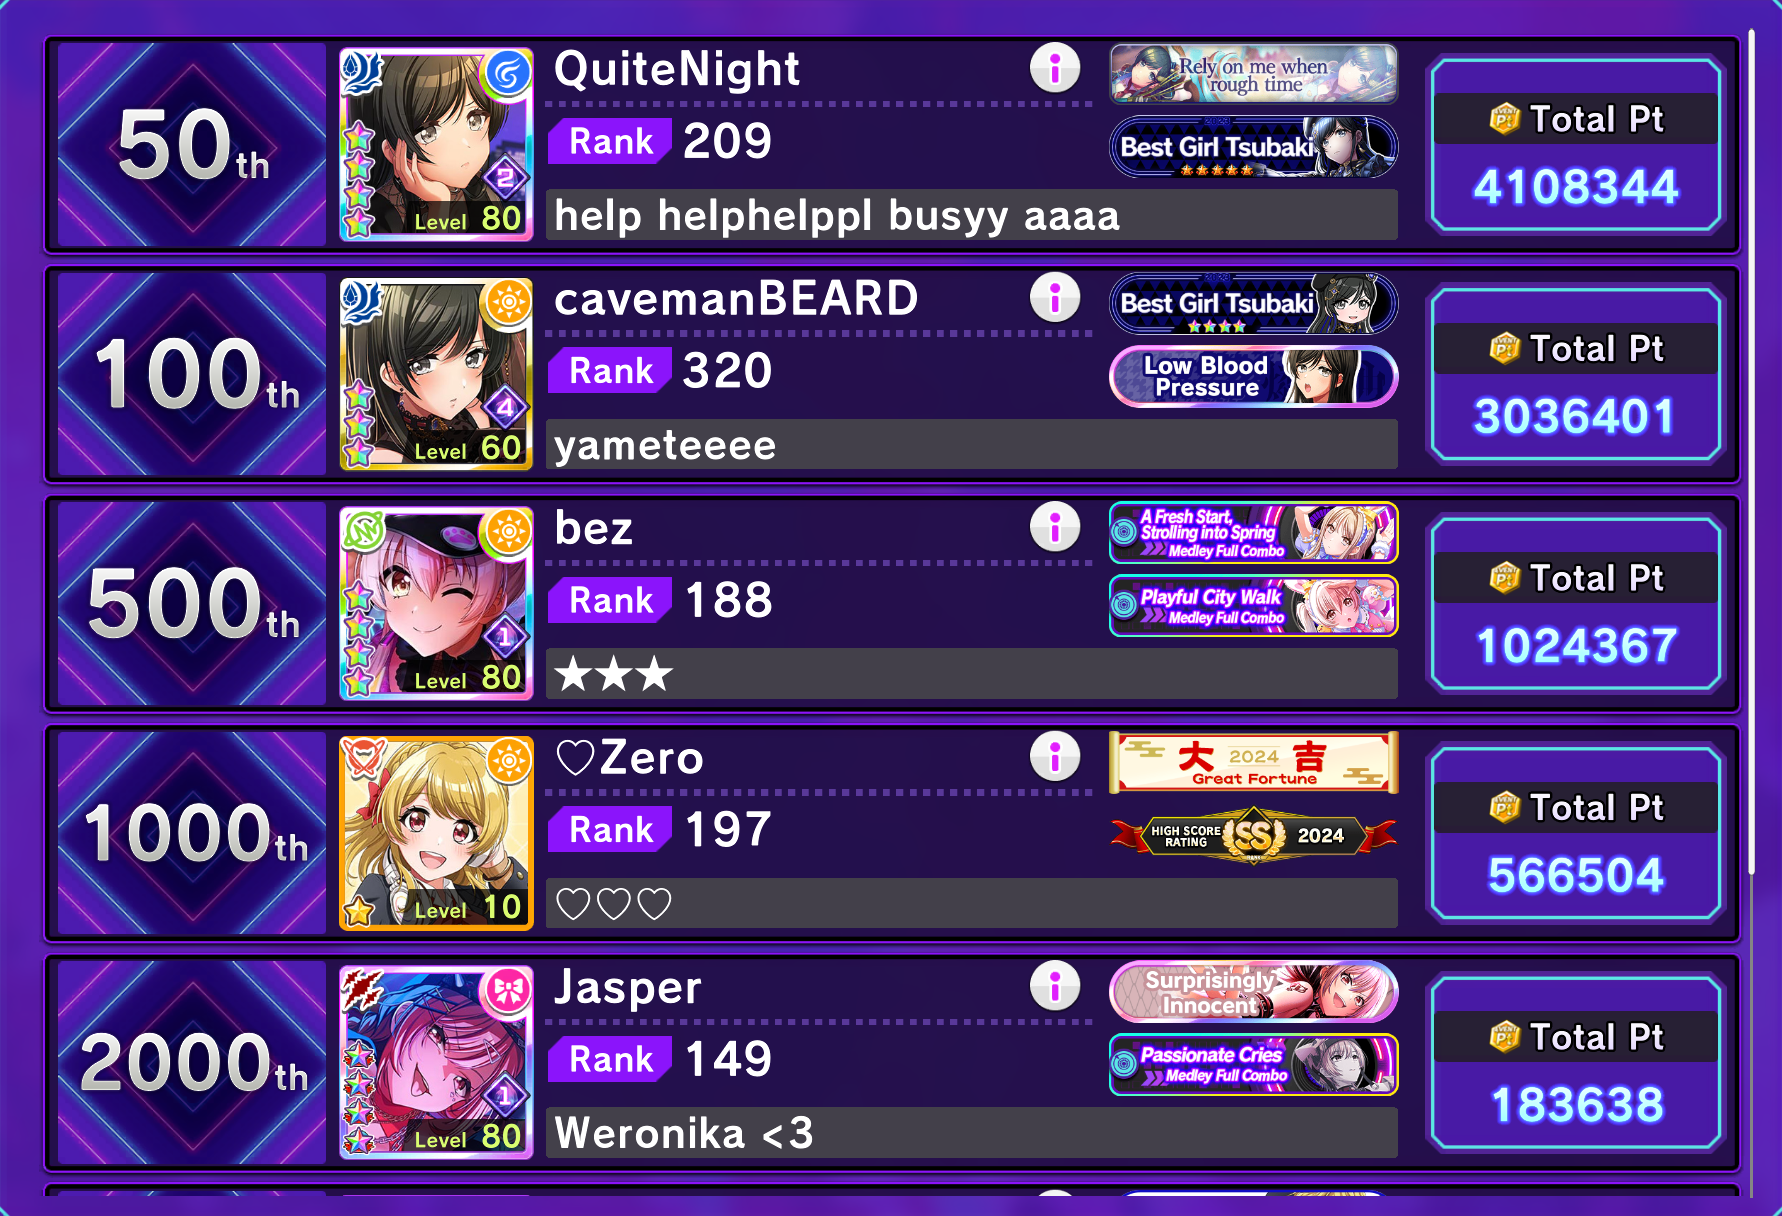 50th
QuiteNight
Rank 209
help helphelppl busyy aaaa
Level 80
2
Rely on me when
rough time
Best Girl Tsubaki
Total Pt
4108344
100th
cavemanBEARD
Rank 320
yameteeee
Level 60
4
Best Girl Tsubaki
Low Blood
Pressure
Total Pt
3036401
500th
bez
Rank 188
★★★
Level 80
1
A Fresh Start,
Strolling into Spring
Medley Full Combo
Playful City Walk
Medley Full Combo
Total Pt
1024367
1000th
♡Zero
Rank 197
♡♡♡
Level 10
大 2024 吉
Great Fortune
HIGH SCORE
RATING
SS
RANK
2024
Total Pt
566504
2000th
Jasper
Rank 149
Weronika <3
Level 80
1
Surprisingly
Innocent
Passionate Cries
Medley Full Combo
Total Pt
183638